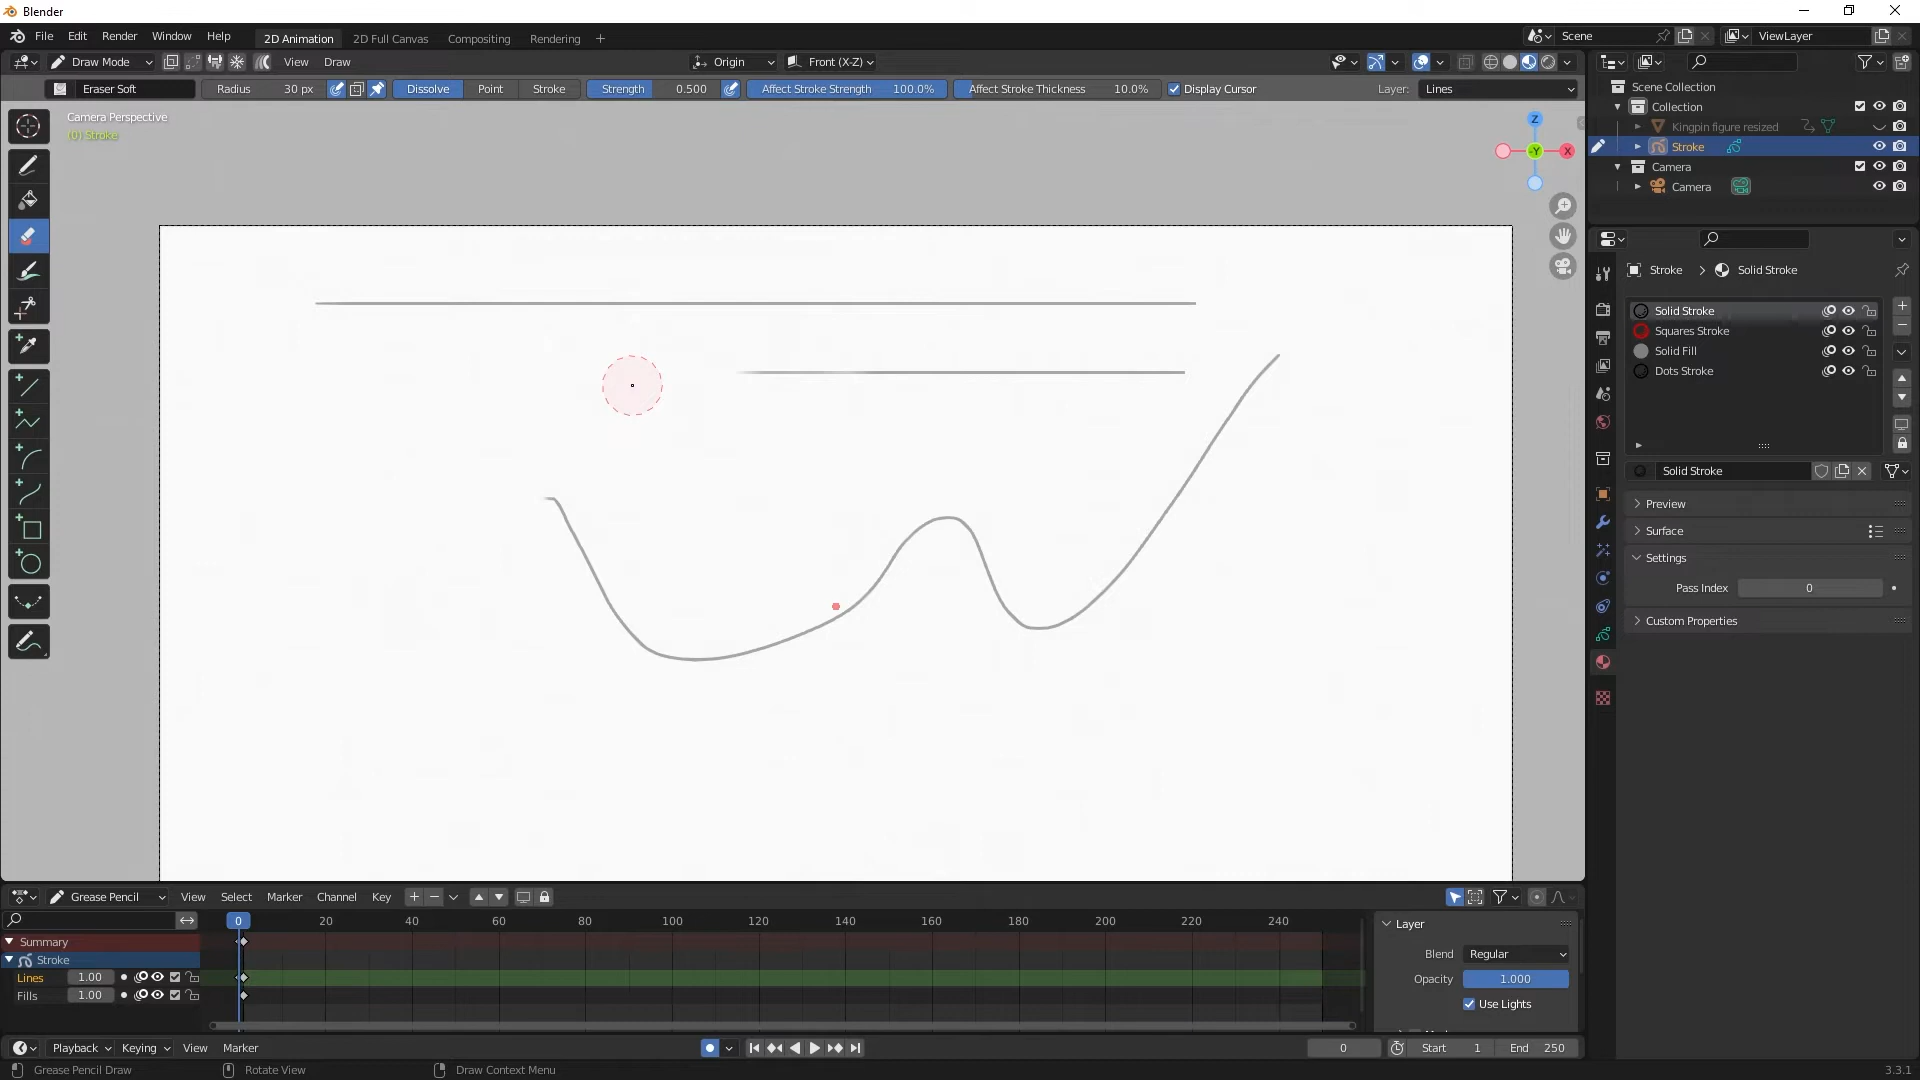 Blender
File Edit Render Window Help 2D Animation 2D Full Canvas Compositing Rendering + Scene ViewLayer
Draw Mode View Draw Origin Front (X-Z)
Eraser Soft Radius 30 px Dissolve Point Stroke Strength 0.500 Affect Stroke Strength 100.0% Affect Stroke Thickness 10.0% Display Cursor Layer: Lines
Camera Perspective
(0) Stroke
Z
-Y
X
Scene Collection
Collection
Kingpin figure resized
Stroke
Camera
Camera
Stroke > Solid Stroke
Solid Stroke
Squares Stroke
Solid Fill
Dots Stroke
Solid Stroke
Preview
Surface
Settings
Pass Index 0
Custom Properties
Grease Pencil View Select Marker Channel Key
0 20 40 60 80 100 120 140 160 180 200 220 240
Summary
Stroke
Lines 1.00
Fills 1.00
Layer
Blend Regular
Opacity 1.000
Use Lights
Playback Keying View Marker 0 Start 1 End 250
Grease Pencil Draw Rotate View Draw Context Menu 3.3.1